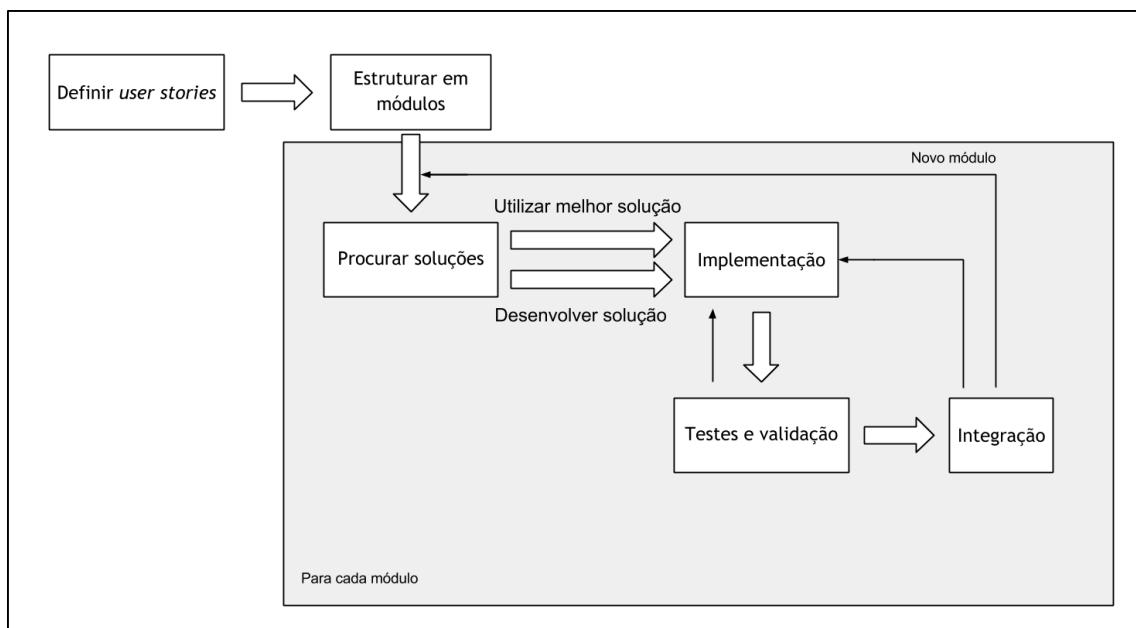 Definir user stories
Estruturar em
módulos
Novo módulo
Utilizar melhor solução
Procurar soluções
Implementação
Desenvolver solução
Testes e validação
Integração
Para cada módulo